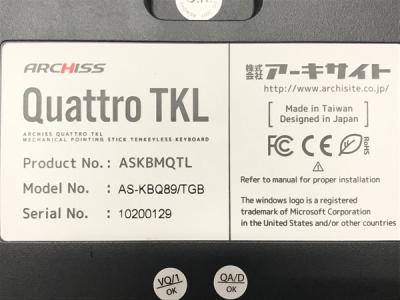 ARCHISS
Quattro TKL
ARCHISS QUATTRO TKL
MECHANICAL POINTING STICK TENKEYLESS KEYBOARD
Product No.: ASKBMQTL
Model No.: AS-KBQ89/TGB
Serial No.: 10200129
株式会社 アーキサイト
http://www.archisite.co.jp/
Made in Taiwan
Designed in Japan
FC CE RoHS
Refer to manual for proper installation
The windows logo is a registered
trademark of Microsoft Corporation
in the United States and/or other countries
VQ/1
OK
QA/D
OK